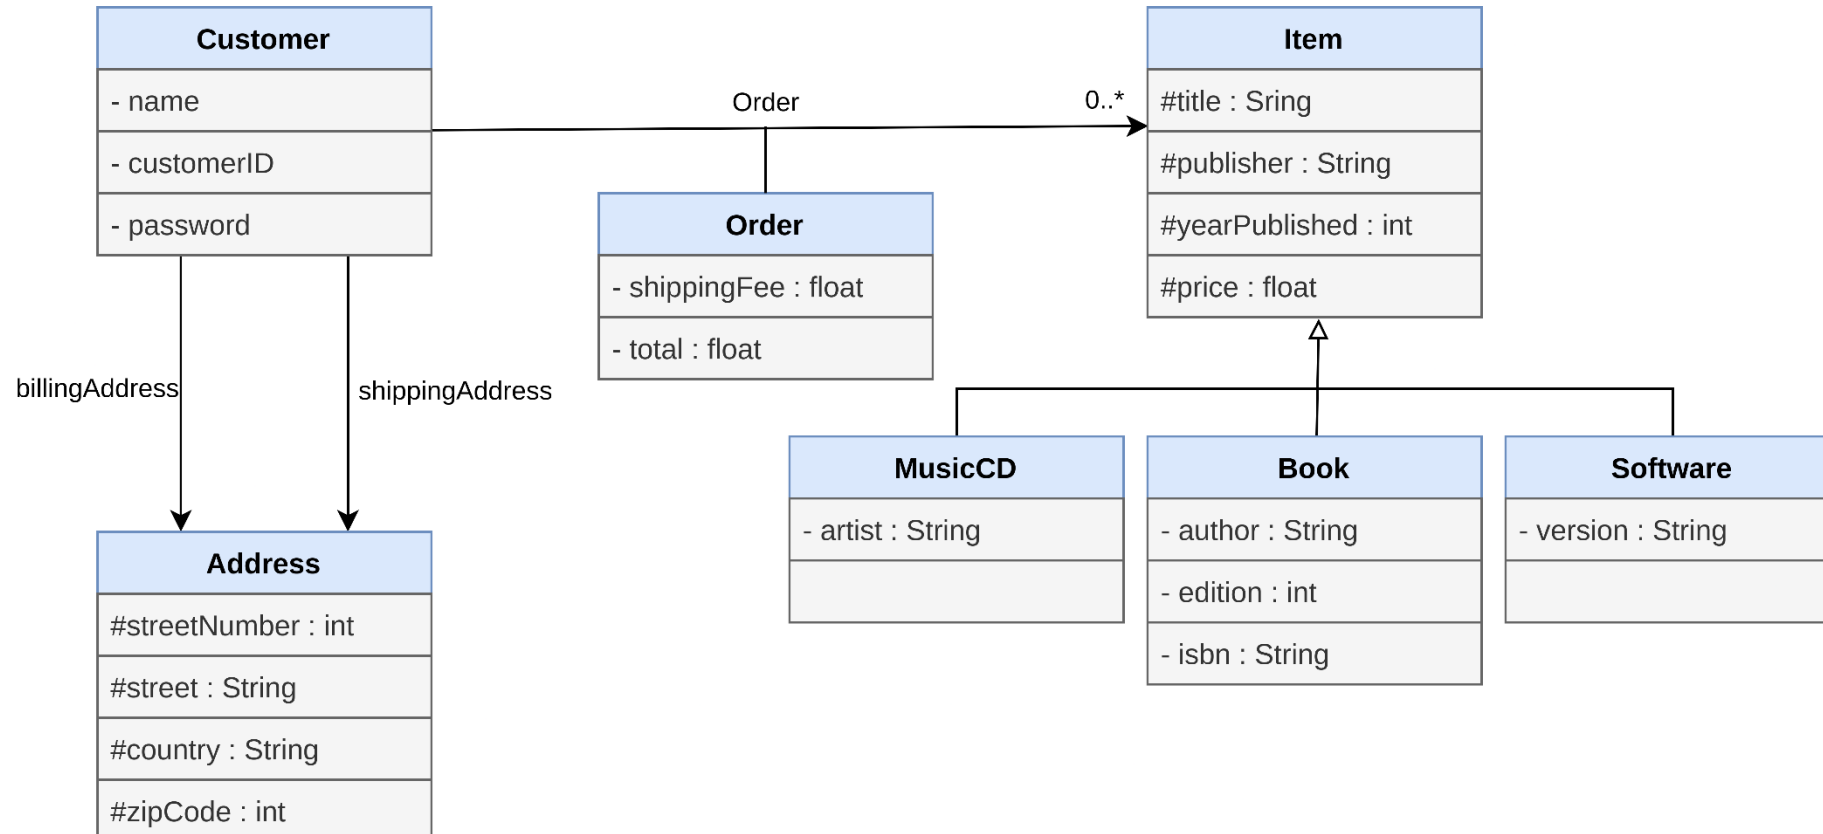 Customer
- name
- customerID
- password
Order
0..*
Item
#title : Sring
#publisher : String
#yearPublished : int
#price : float
Order
- shippingFee : float
- total : float
billingAddress
shippingAddress
MusicCD
- artist : String
Book
- author : String
- edition : int
- isbn : String
Software
- version : String
Address
#streetNumber : int
#street : String
#country : String
#zipCode : int